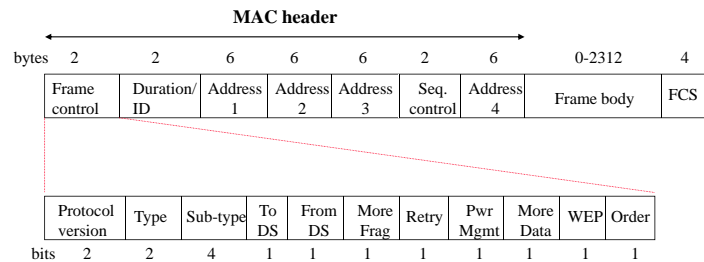 MAC header
bytes 2 2 6 6 6 2 6 0-2312 4
Frame control Duration/ ID Address 1 Address 2 Address 3 Seq. control Address 4 Frame body FCS
Protocol version Type Sub-type To DS From DS More Frag Retry Pwr Mgmt More Data WEP Order
bits 2 2 4 1 1 1 1 1 1 1 1